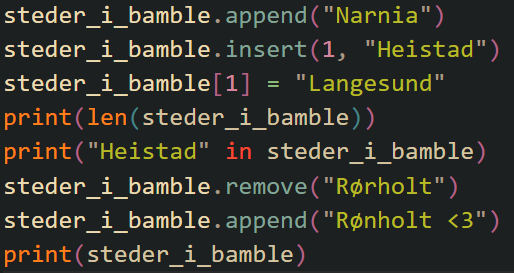 steder_i_bamble.append("Narnia")
steder_i_bamble.insert(1, "Heistad")
steder_i_bamble[1] = "Langesund"
print(len(steder_i_bamble))
print("Heistad" in steder_i_bamble)
steder_i_bamble.remove("Rørholt")
steder_i_bamble.append("Rønholt <3")
print(steder_i_bamble)